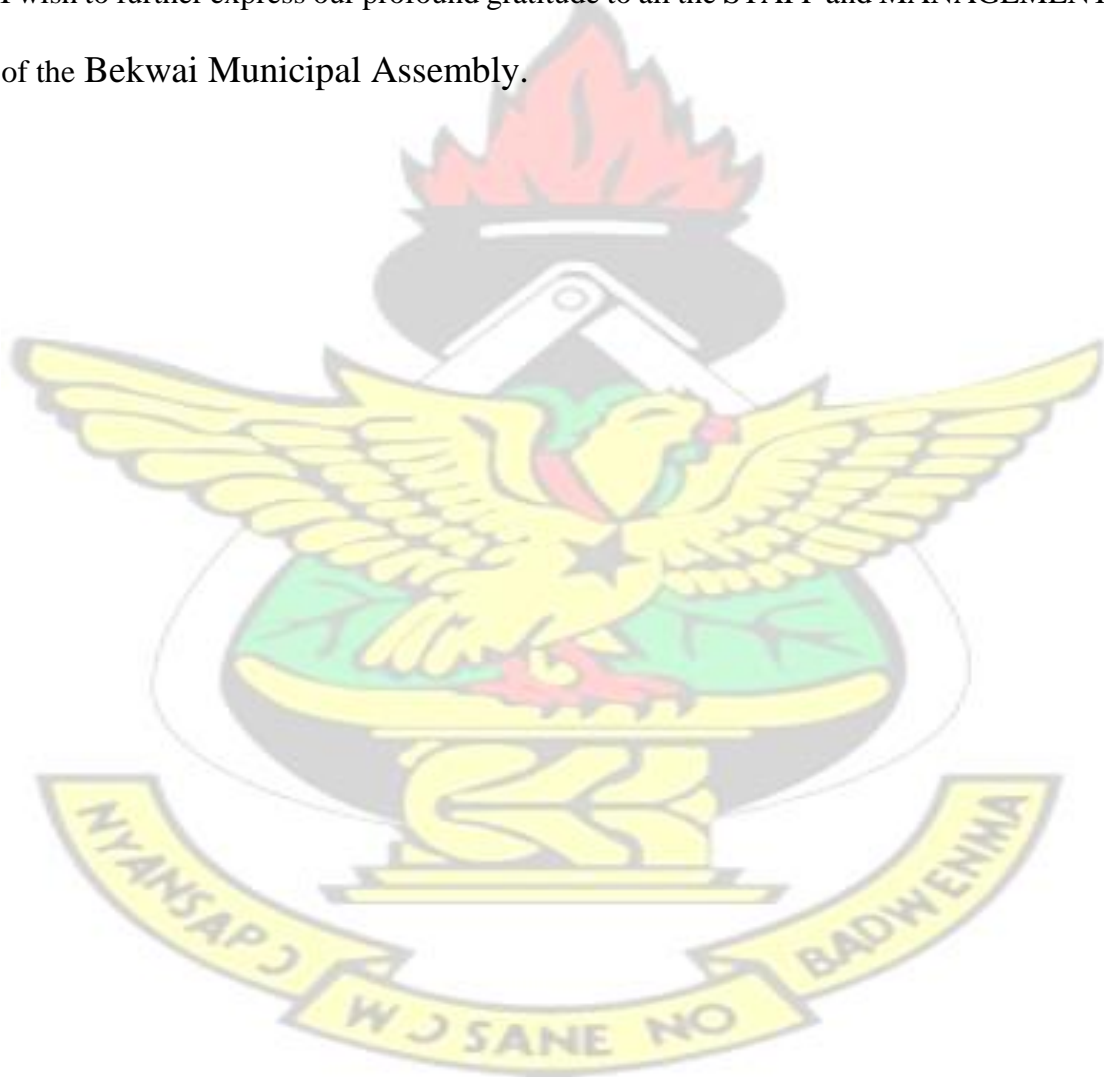 I wish to further express our profound gratitude to all the STAFF and MANAGEMENT
of the Bekwai Municipal Assembly.
NYANSAPƆ
WƆSANE NO
BADWENMA